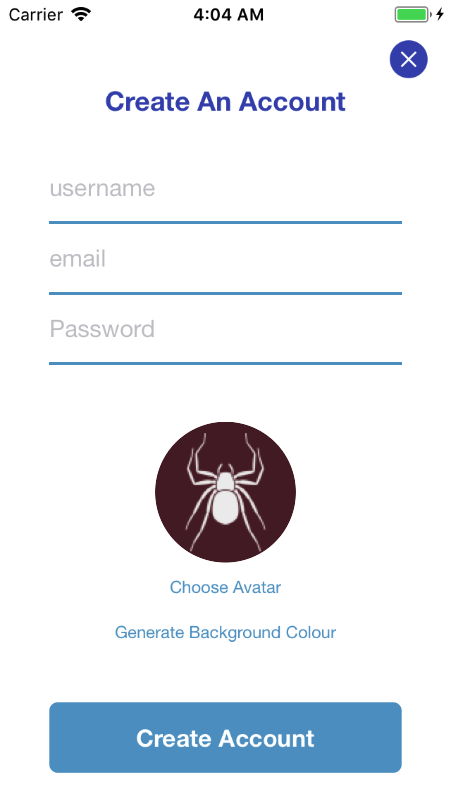 Carrier 4:04 AM
Create An Account
username
email
Password
Choose Avatar
Generate Background Colour
Create Account